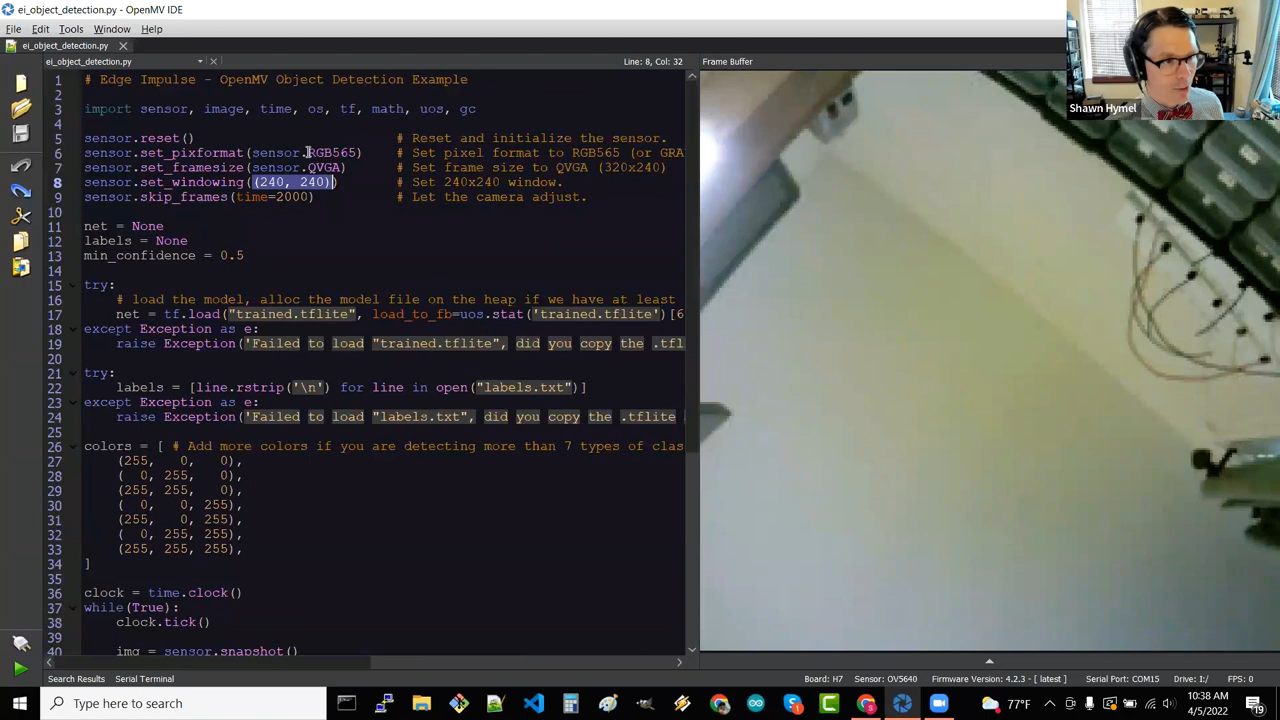 ei_object_detection.py - OpenMV IDE
File Edit Tools Window Help
ei_object_detection.py
ei_object_detection.py
Frame Buffer
1 # Edge Impulse - OpenMV Object Detection Example
2
3 import sensor, image, time, os, tf, math, uos, gc
4
5 sensor.reset() # Reset and initialize the sensor.
6 sensor.set_pixformat(sensor.RGB565) # Set pixel format to RGB565 (or GRA
7 sensor.set_framesize(sensor.QVGA) # Set frame size to QVGA (320x240)
8 sensor.set_windowing((240, 240)) # Set 240x240 window.
9 sensor.skip_frames(time=2000) # Let the camera adjust.
10
11 net = None
12 labels = None
13 min_confidence = 0.5
14
15 try:
16 # load the model, alloc the model file on the heap if we have at least
17 net = tf.load("trained.tflite", load_to_fb=uos.stat('trained.tflite')[6
18 except Exception as e:
19 raise Exception('Failed to load "trained.tflite", did you copy the .tfl
20
21 try:
22 labels = [line.rstrip('\n') for line in open("labels.txt")]
23 except Exception as e:
24 raise Exception('Failed to load "labels.txt", did you copy the .tflite
25
26 colors = [ # Add more colors if you are detecting more than 7 types of clas
27 (255, 0, 0),
28 ( 0, 255, 0),
29 (255, 255, 0),
30 ( 0, 0, 255),
31 (255, 0, 255),
32 ( 0, 255, 255),
33 (255, 255, 255),
34 ]
35
36 clock = time.clock()
37 while(True):
38 clock.tick()
39
40 img = sensor.snapshot()
Shawn Hymel
Search Results Serial Terminal
Board: H7 Sensor: OV5640 Firmware Version: 4.2.3 - [ latest ] Serial Port: COM15 Drive: 1:/ FPS: 0
Type here to search
77°F
10:38 AM
4/5/2022